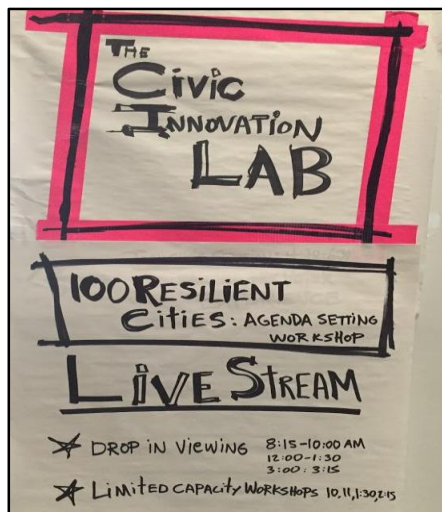 THE
CiviC
INNOVATiON
LAB
100 RESiLiENT
CiTiES: AGENDA SETTING
WORKSHOP
LiVE STREAM
DROP iN ViEWiNG 8:15-10:00 AM
12:00-1:30
3:00:3:15
LiMiTED CAPACiTY WORKSHOPS 10,11,1:30,2:15